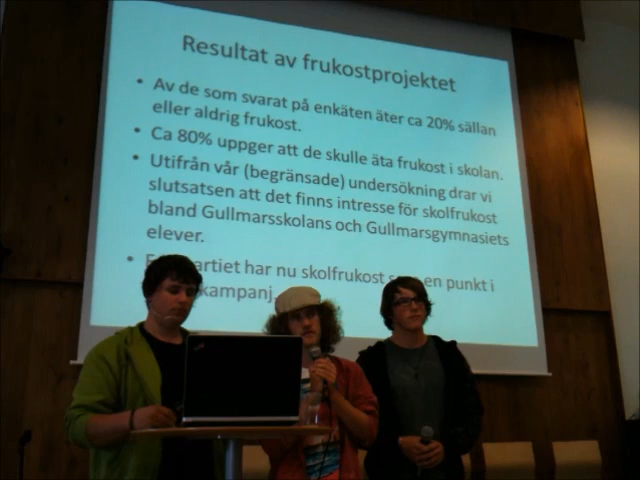 Resultat av frukostprojektet
• Av de som svarat på enkäten äter ca 20% sällan
eller aldrig frukost.
• Ca 80% uppger att de skulle äta frukost i skolan.
• Utifrån vår (begränsade) undersökning drar vi
slutsatsen att det finns intresse för skolfrukost
bland Gullmarsskolans och Gullmarsgymnasiets
elever.
• artiet har nu skolfrukost en punkt i
kampanj.